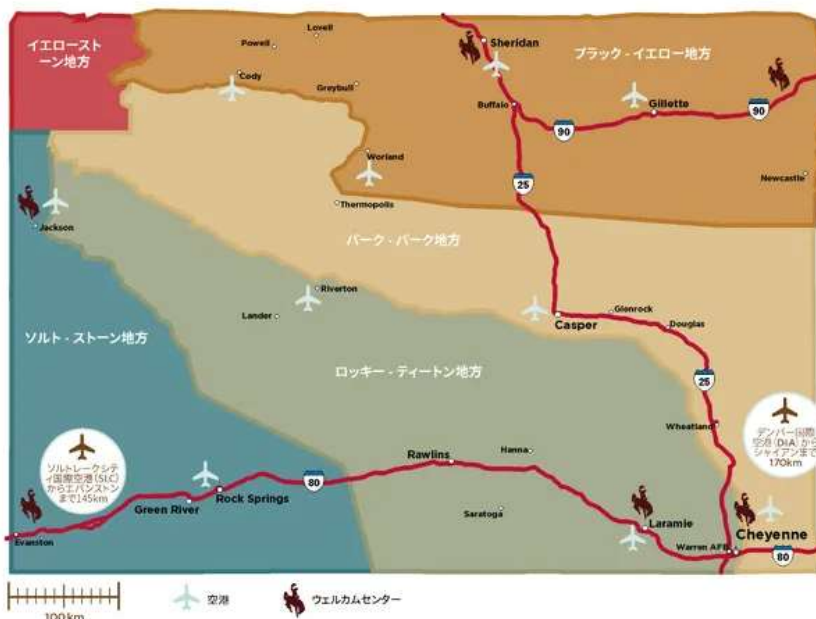 イエロースト
ーン地方
Lovell
Powell
Cody
Greybull
Sheridan
ブラック - イエロー地方
Buffalo
Gillette
90
90
Worland
25
Newcastle
Thermopolis
Jackson
パーク - パーク地方
Riverton
Lander
Glenrock
Casper
Douglas
ソルト - ストーン地方
ロッキー - ティートン地方
25
Wheatland
デンバー国際
空港(DIA)から
シャイアンまで
170km
ソルトレークシテ
ィ国際空港(SLC)
からエバンストン
まで145km
Rawlins
Hanna
80
Rock Springs
Green River
Saratoga
Laramie
Evanston
Cheyenne
Warren AFB
80
100km
空港
ウェルカムセンター